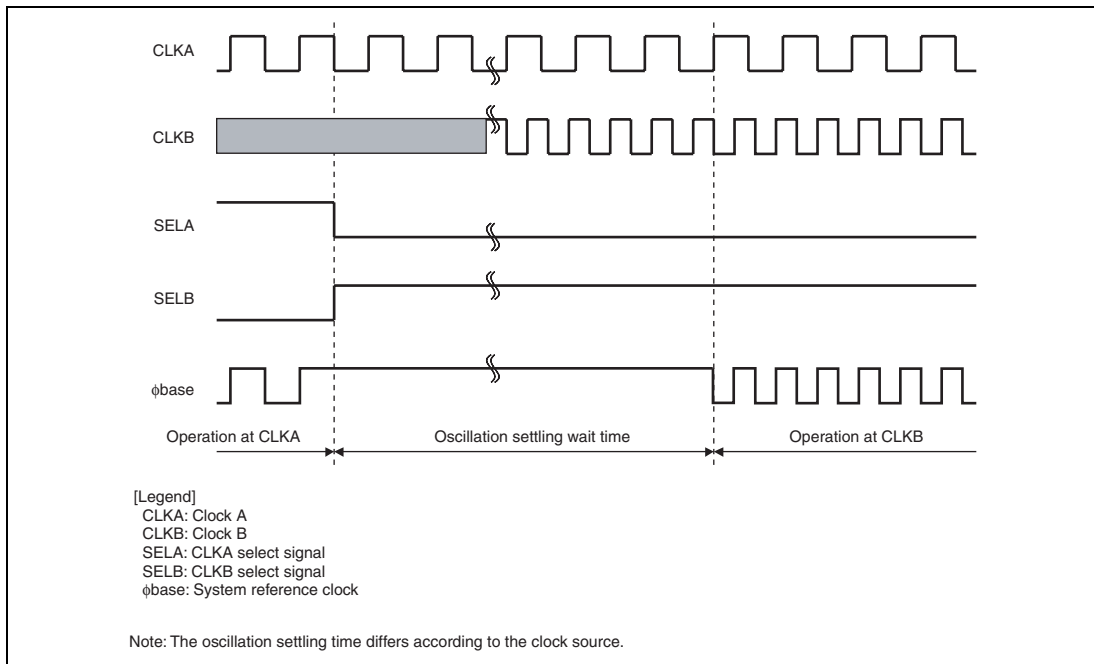 CLKA
CLKB
SELA
SELB
φbase
Operation at CLKA
Oscillation settling wait time
Operation at CLKB
[Legend]
CLKA: Clock A
CLKB: Clock B
SELA: CLKA select signal
SELB: CLKB select signal
φbase: System reference clock
Note: The oscillation settling time differs according to the clock source.